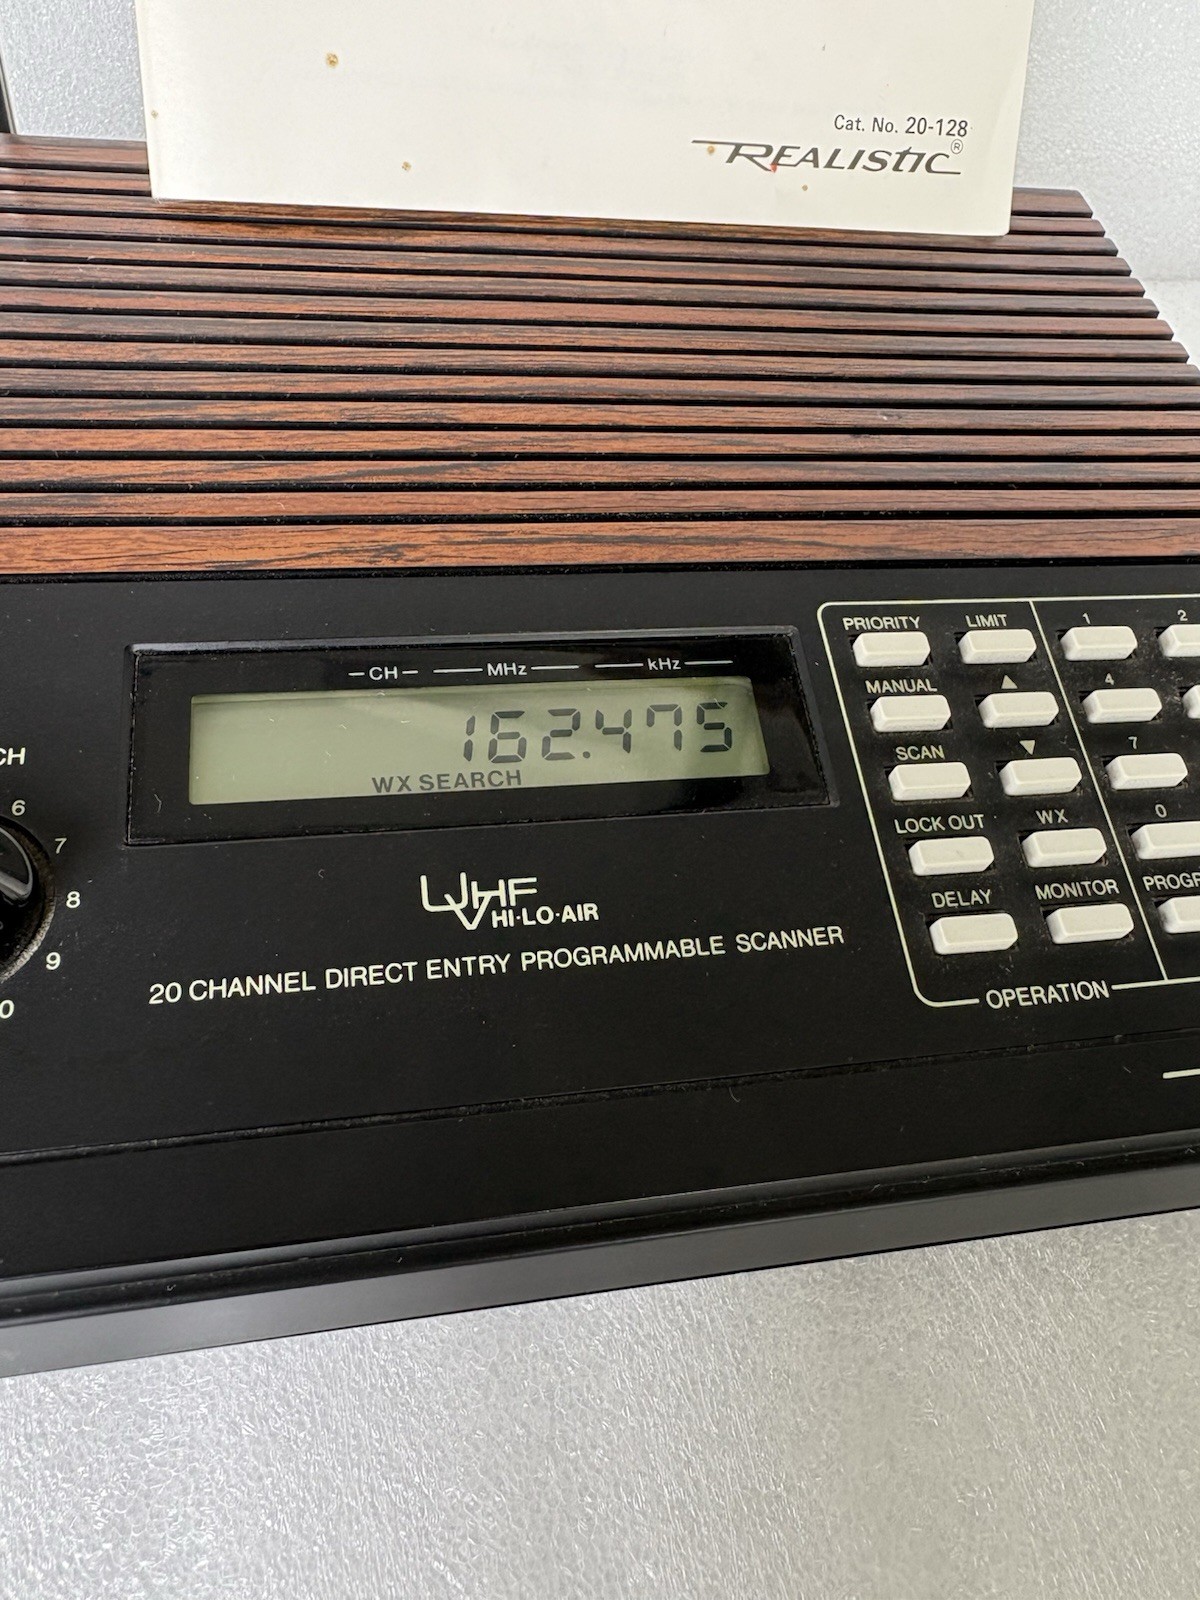 Cat. No. 20-128
REALISTIC®
CH MHz kHz
162.475
WX SEARCH
CH
6
7
8
9
0
UVHF
HI·LO·AIR
20 CHANNEL DIRECT ENTRY PROGRAMMABLE SCANNER
PRIORITY LIMIT 1 2
MANUAL ▲ 4
SCAN ▼ 7
LOCK OUT WX 0
DELAY MONITOR PROGR
OPERATION